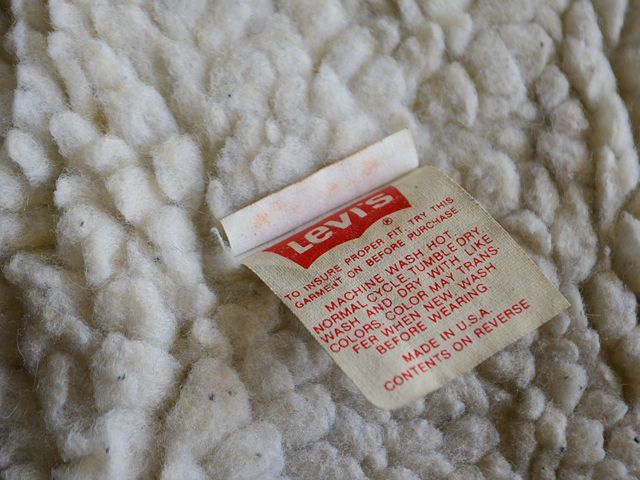 Levi's ®
TO INSURE PROPER FIT TRY THIS
GARMENT ON BEFORE PURCHASE
MACHINE WASH HOT
NORMAL CYCLE. TUMBLE DRY
WASH AND DRY WITH LIKE
COLORS, COLOR MAY TRANS
FER WHEN NEW. WASH
BEFORE WEARING
MADE IN U.S.A.
CONTENTS ON REVERSE